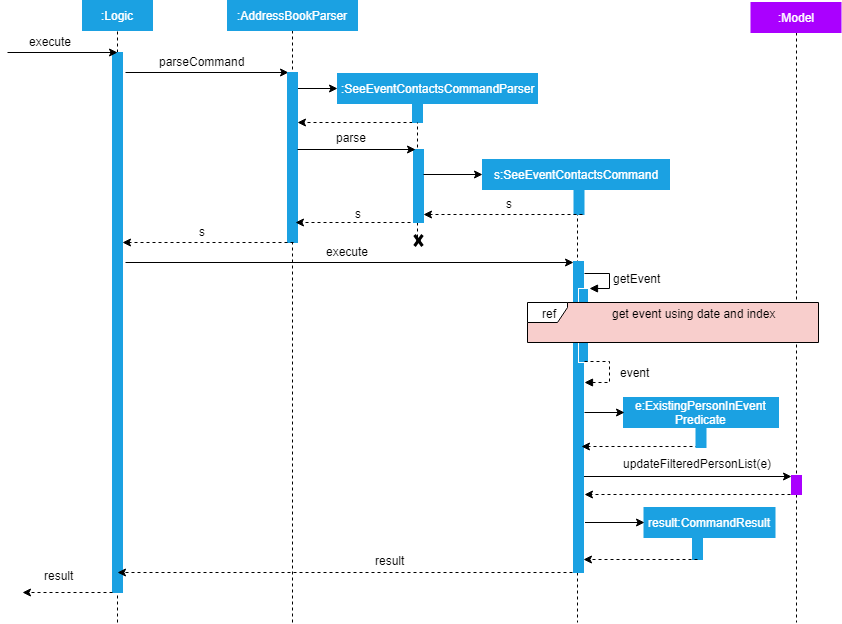 :Logic
:AddressBookParser
:Model
execute
parseCommand
:SeeEventContactsCommandParser
parse
s:SeeEventContactsCommand
s
s
s
execute
getEvent
ref
get event using date and index
event
e:ExistingPersonInEvent
Predicate
updateFilteredPersonList(e)
result:CommandResult
result
result